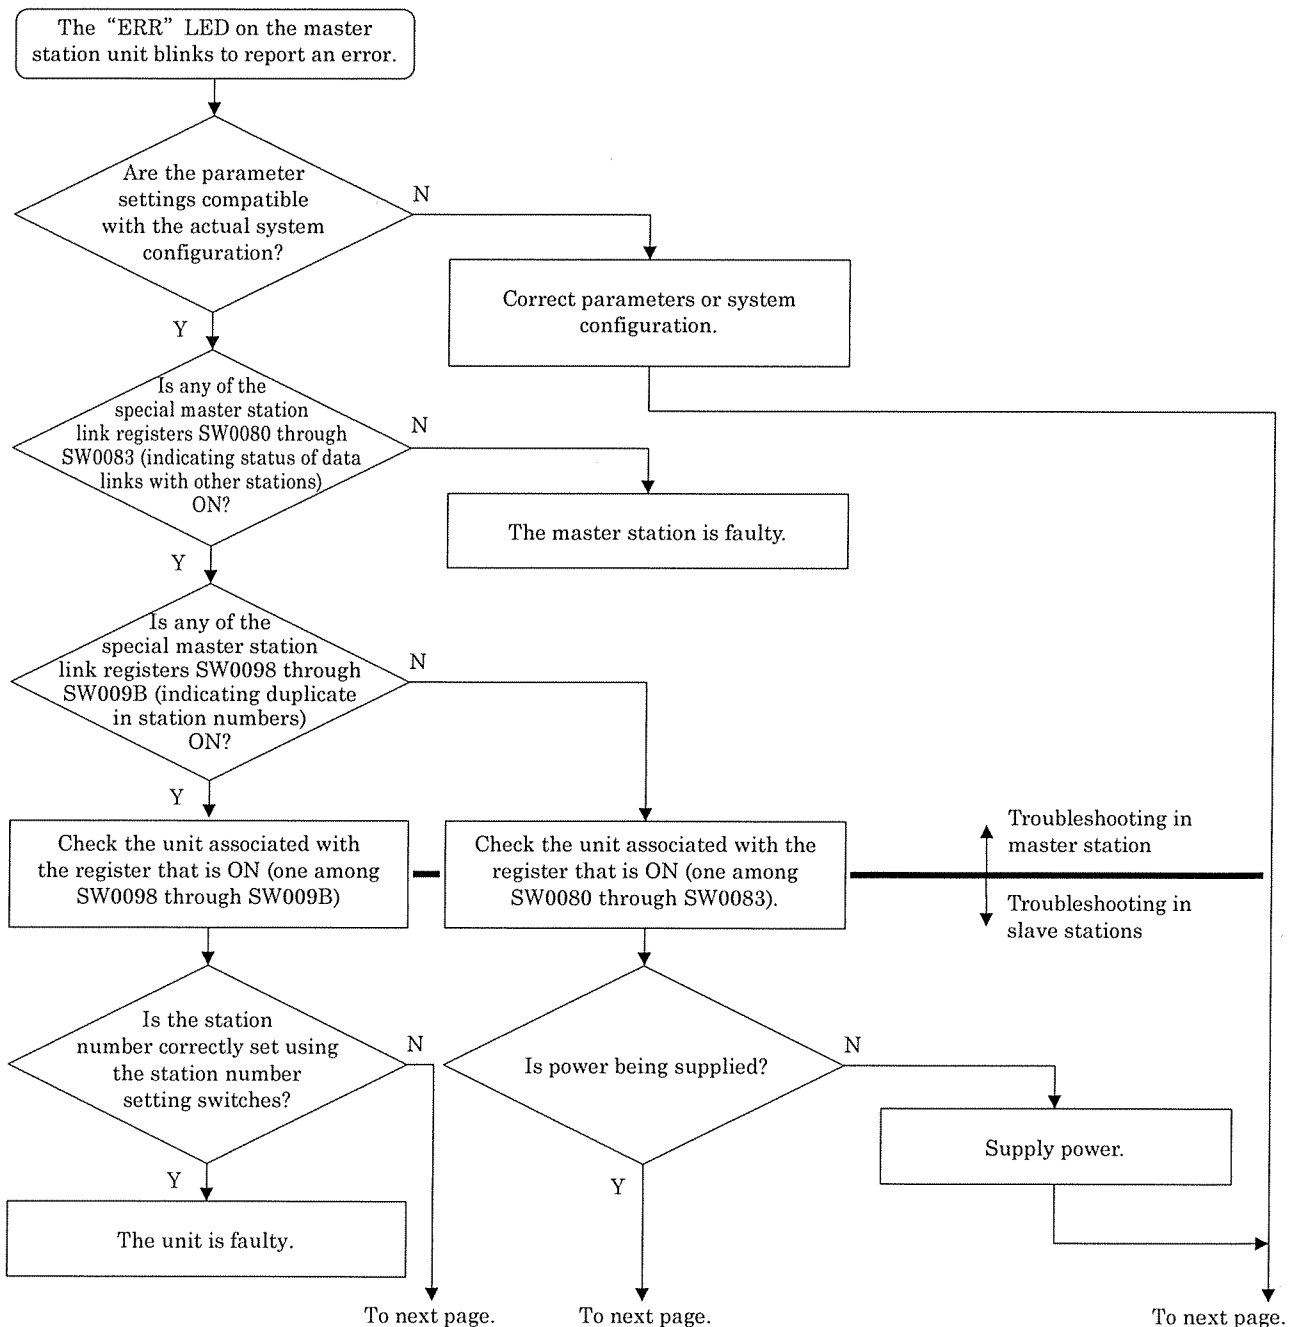 The “ERR” LED on the master
station unit blinks to report an error.
Are the parameter
settings compatible
with the actual system
configuration?
N
Y
Correct parameters or system
configuration.
Is any of the
special master station
link registers SW0080 through
SW0083 (indicating status of data
links with other stations)
ON?
N
Y
The master station is faulty.
Is any of the
special master station
link registers SW0098 through
SW009B (indicating duplicate
in station numbers)
ON?
N
Y
Check the unit associated with
the register that is ON (one among
SW0098 through SW009B)
Check the unit associated with the
register that is ON (one among
SW0080 through SW0083).
Troubleshooting in
master station
Troubleshooting in
slave stations
Is the station
number correctly set using
the station number
setting switches?
N
Y
Is power being supplied?
N
Y
Supply power.
The unit is faulty.
To next page.
To next page.
To next page.